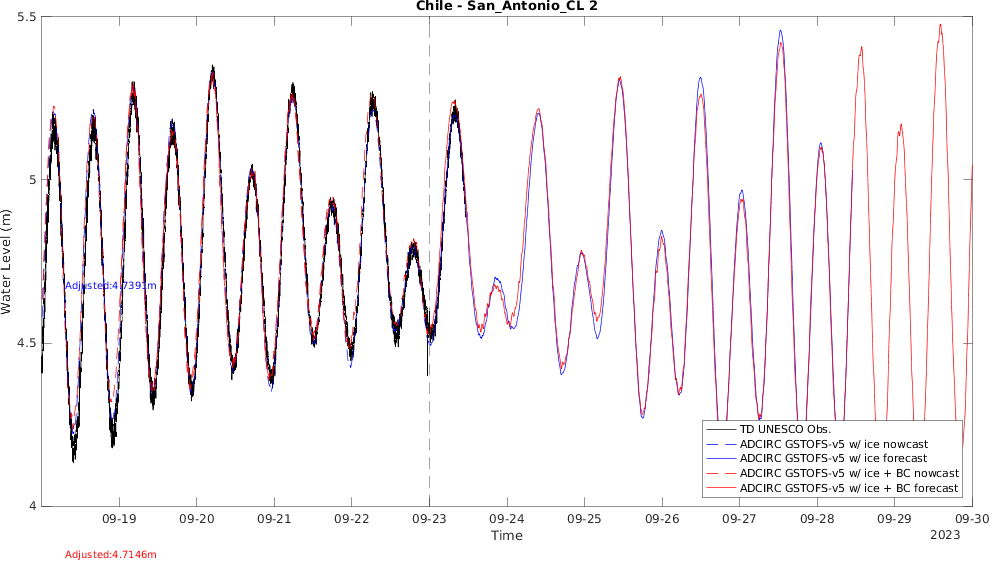 Chile - San_Antonio_CL 2
5.5
5
4.5
4
Water Level (m)
Adjusted:4.7391m
TD UNESCO Obs.
ADCIRC GSTOFS-v5 w/ ice nowcast
ADCIRC GSTOFS-v5 w/ ice forecast
ADCIRC GSTOFS-v5 w/ ice + BC nowcast
ADCIRC GSTOFS-v5 w/ ice + BC forecast
09-19 09-20 09-21 09-22 09-23 09-24 09-25 09-26 09-27 09-28 09-29 09-30
Time
2023
Adjusted:4.7146m